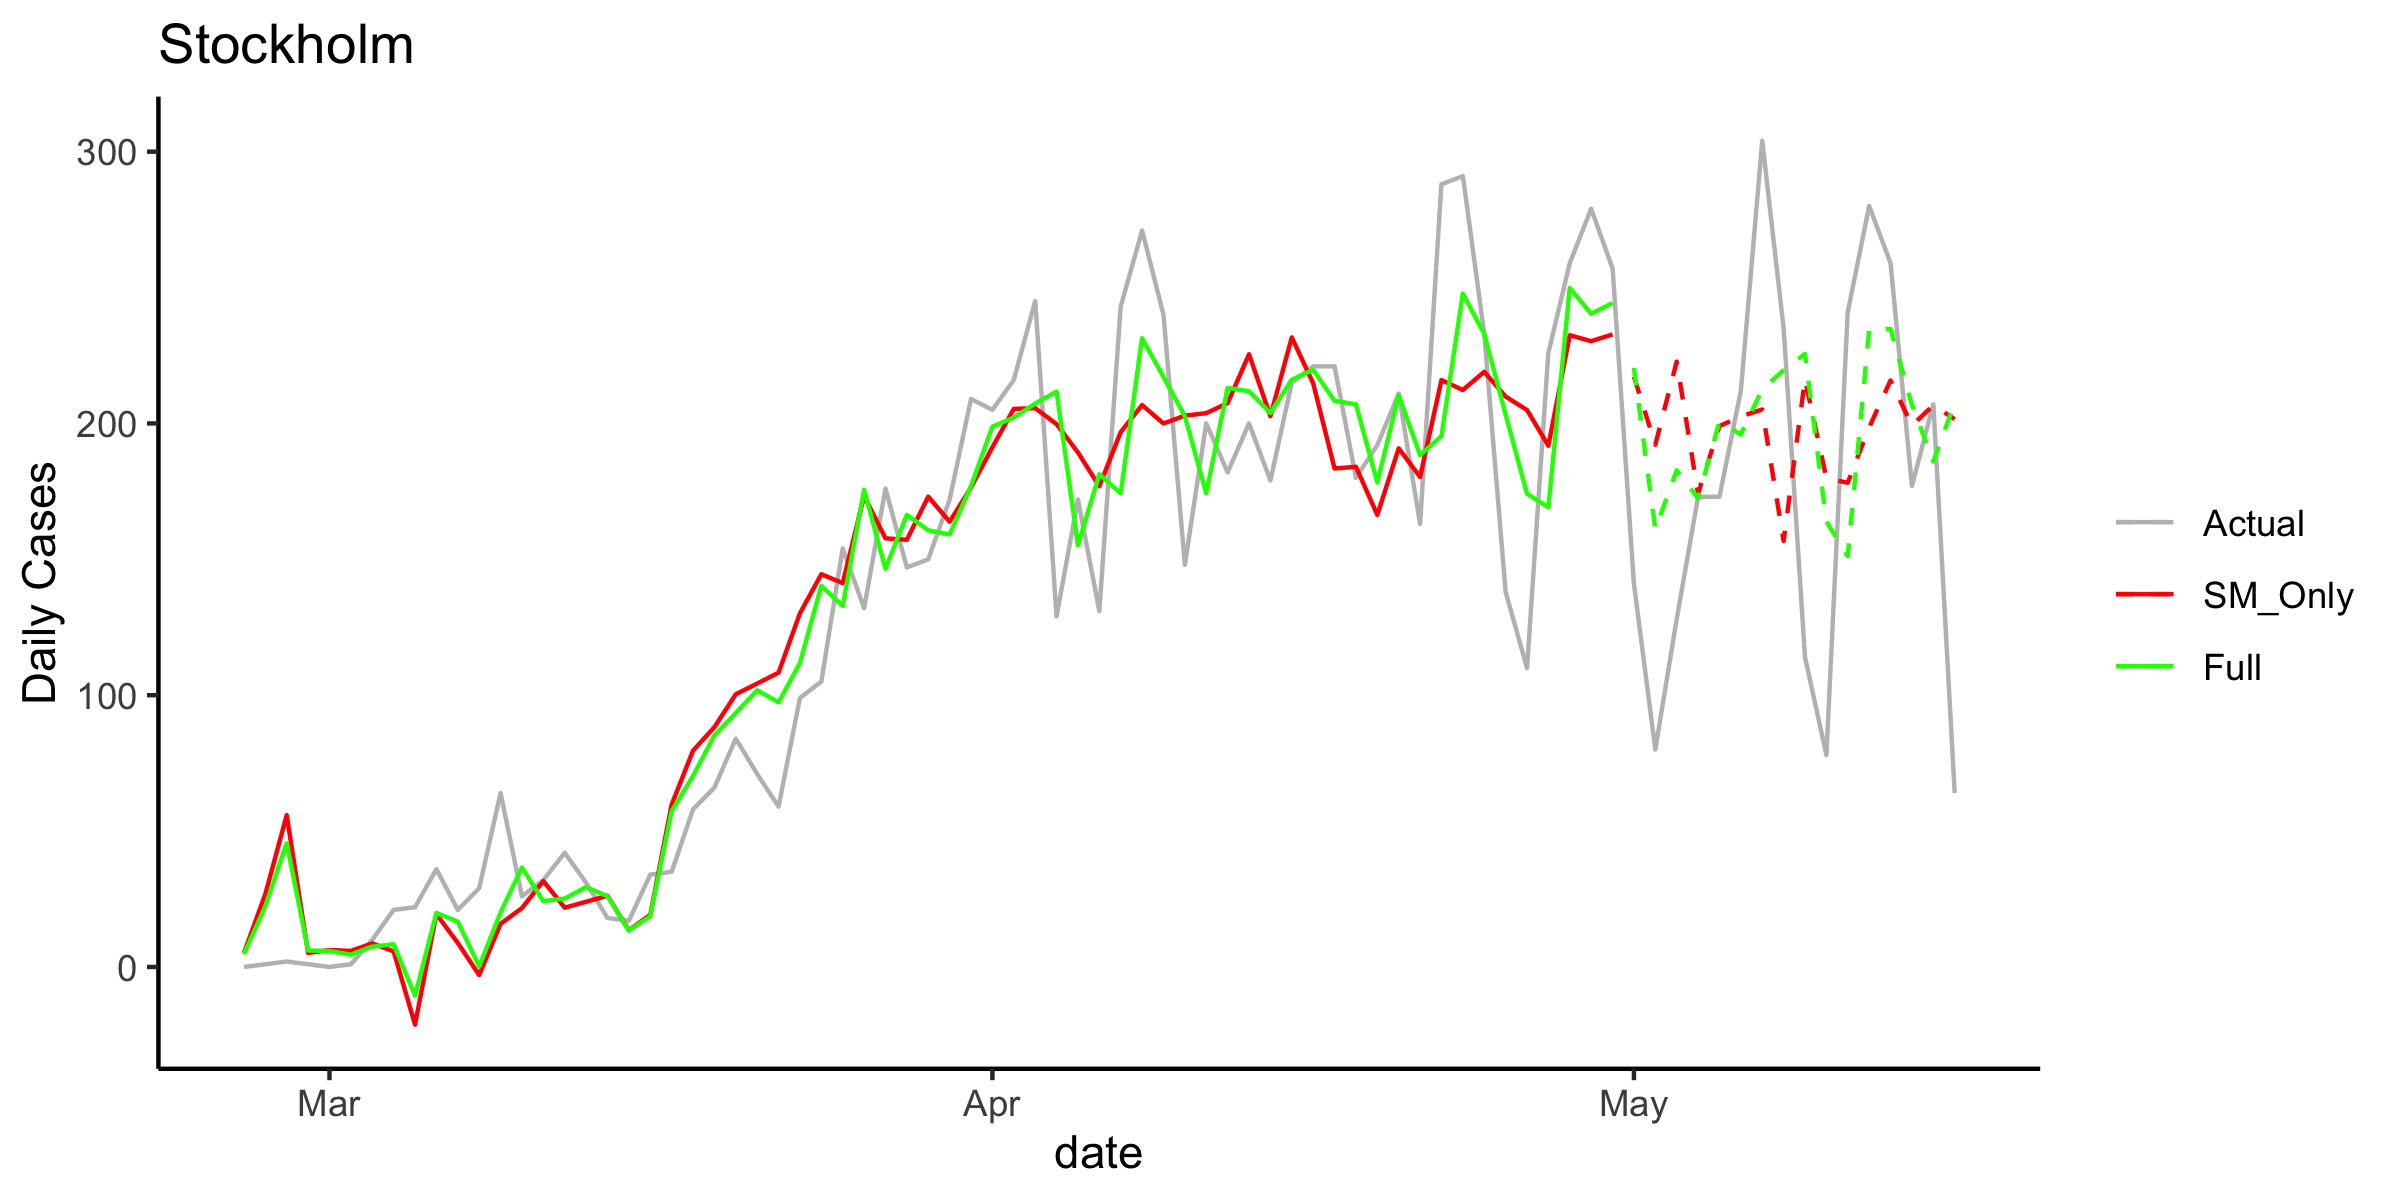 Stockholm
Daily Cases
300
200
100
0
Mar
Apr
May
date
Actual
SM_Only
Full